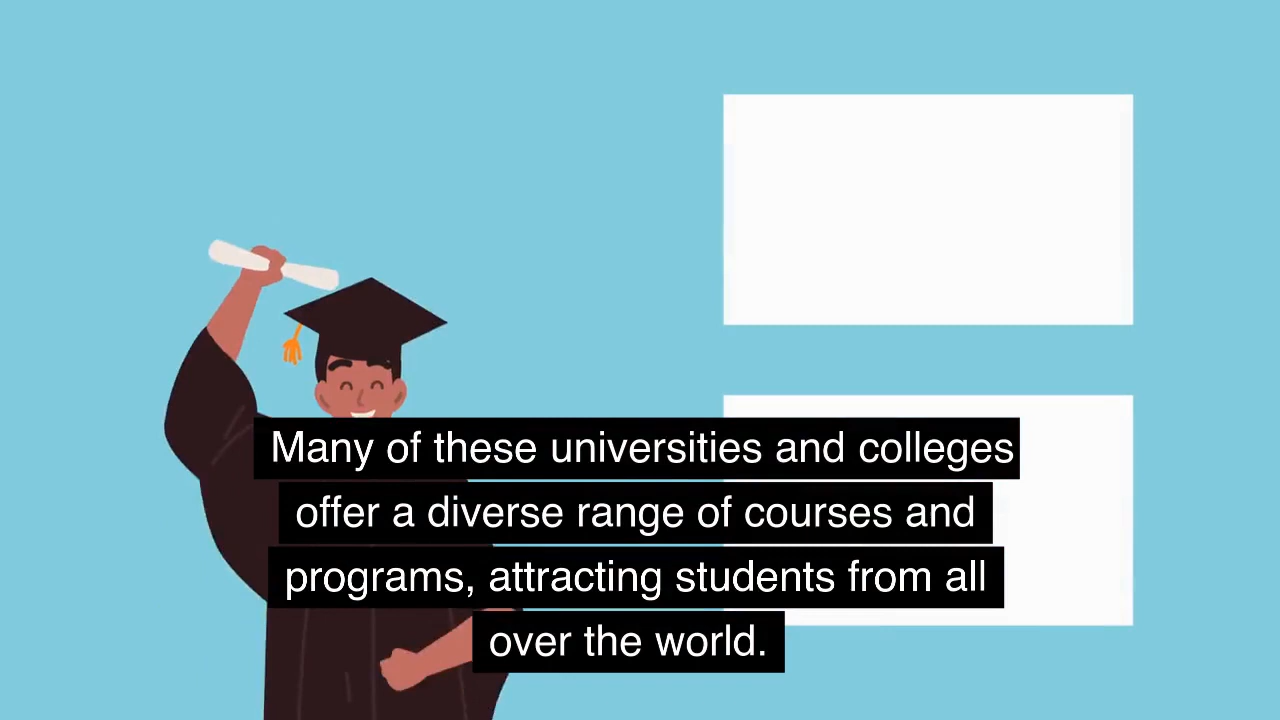 Many of these universities and colleges
offer a diverse range of courses and
programs, attracting students from all
over the world.